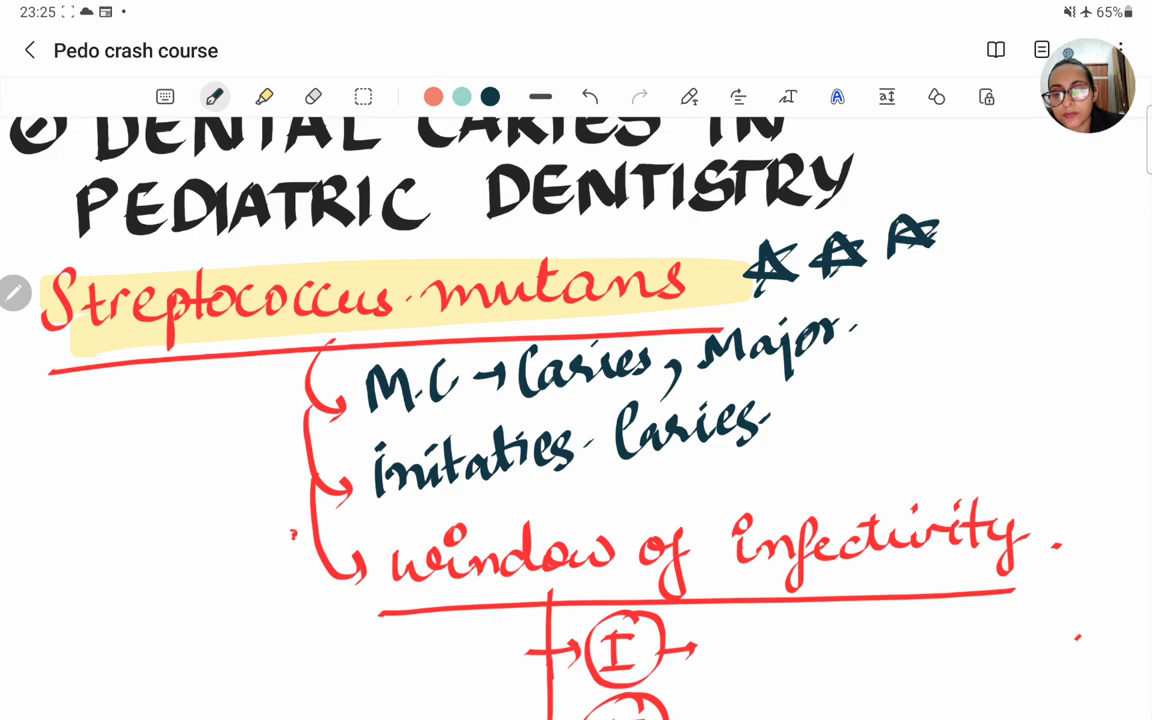 23:25
65%
Pedo crash course
DENTAL CARIES IN
PEDIATRIC DENTISTRY
Streptococcus mutans
M.C → Caries, Major.
initaties Caries.
window of infectivity.
I